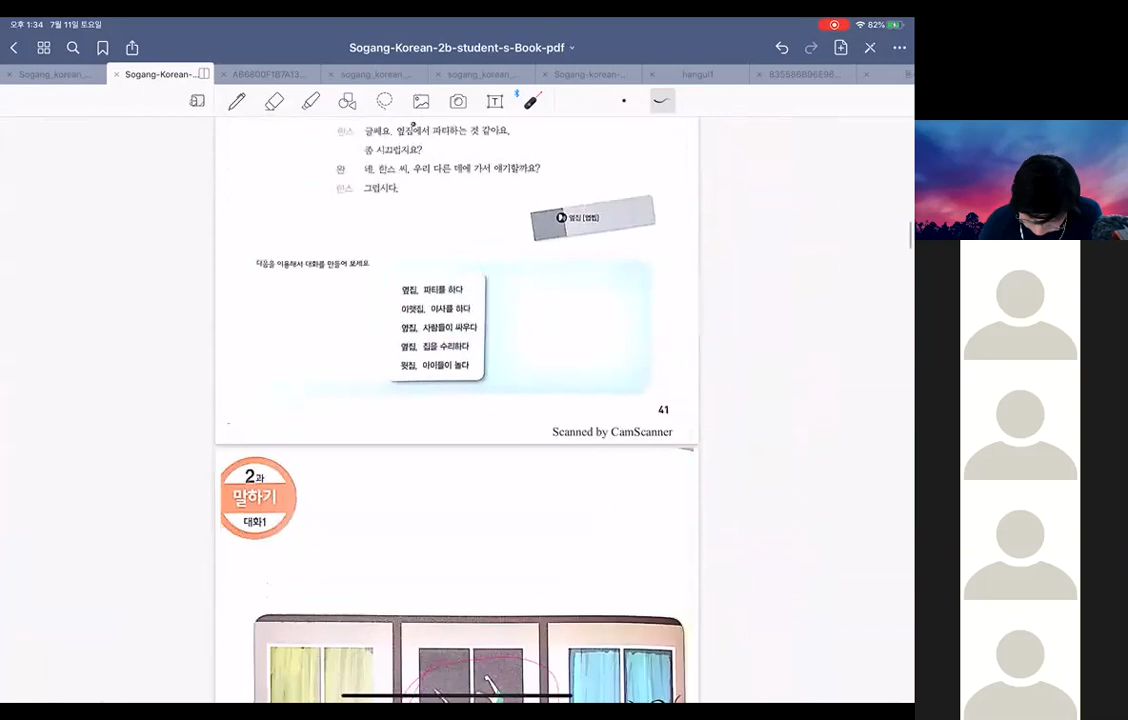 오후 1:34 7월 11일 토요일
82%
Sogang-Korean-2b-student-s-Book-pdf
Sogang_korean_...
Sogang-Korean-...
AB6800F1B7A13...
sogang_korean_...
sogang_korean_...
Sogang-korean-...
hangul1
835586B96E96...
한스 글쎄요. 옆집에서 파티하는 것 같아요.
좀 시끄럽지요?
완 네, 한스 씨, 우리 다른 데에 가서 얘기할까요?
한스 그럽시다.
옆집 [엽찝]
다음을 이용해서 대화를 만들어 보세요.
옆집, 파티를 하다
아랫집, 이사를 하다
옆집, 사람들이 싸우다
옆집, 집을 수리하다
윗집, 아이들이 놀다
41
Scanned by CamScanner
2과
말하기
대화1